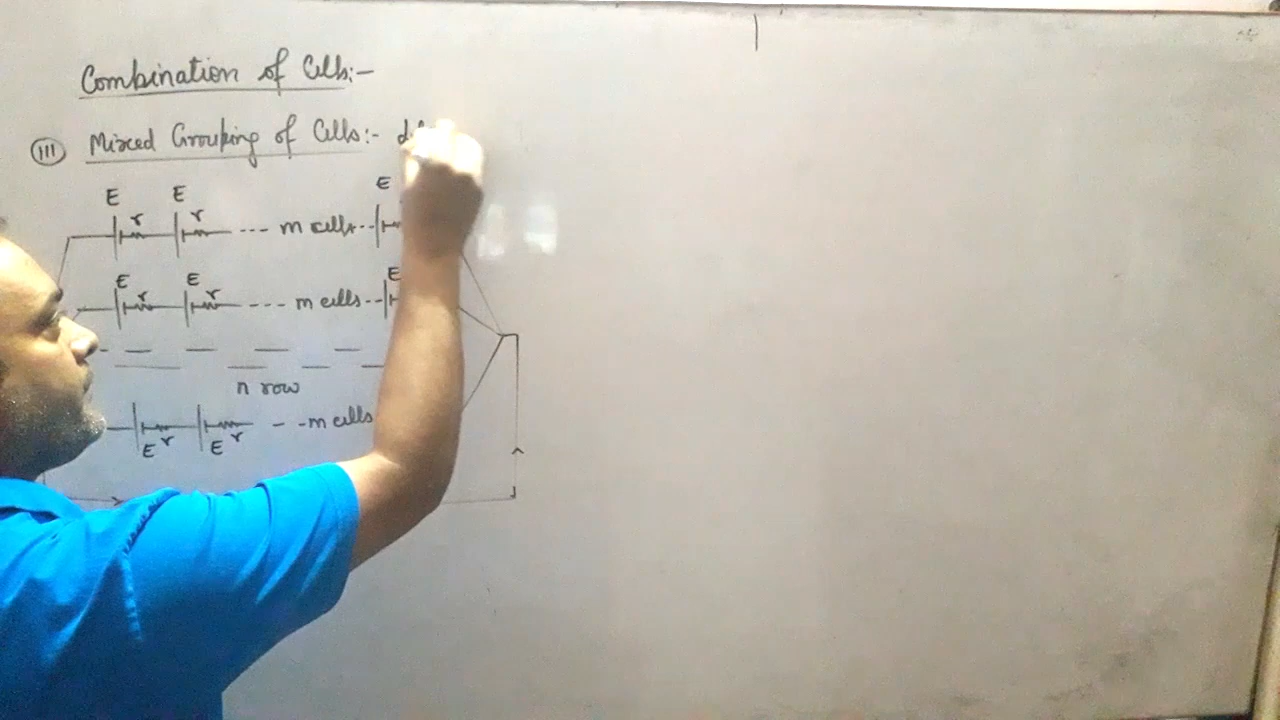 Combination of Cells:-
(III) Mixed Grouping of Cells:-
E E E
r r --- m cells --
E E E
r r ---- m cells --
n row
r r - - m cells
E E